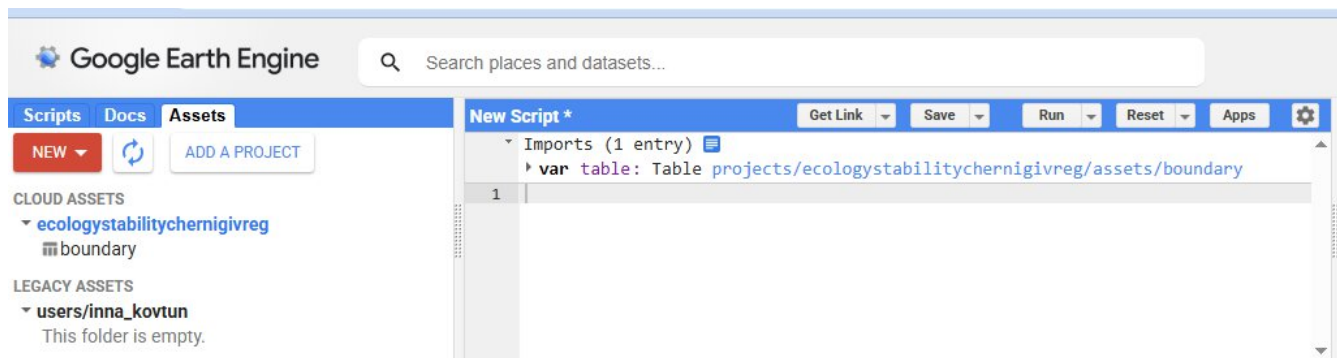 Google Earth Engine
Search places and datasets...
Scripts Docs Assets
NEW ADD A PROJECT
CLOUD ASSETS
ecologystabilitychernigivreg
boundary
LEGACY ASSETS
users/inna_kovtun
This folder is empty.
New Script * Get Link Save Run Reset Apps
Imports (1 entry)
var table: Table projects/ecologystabilitychernigivreg/assets/boundary
1